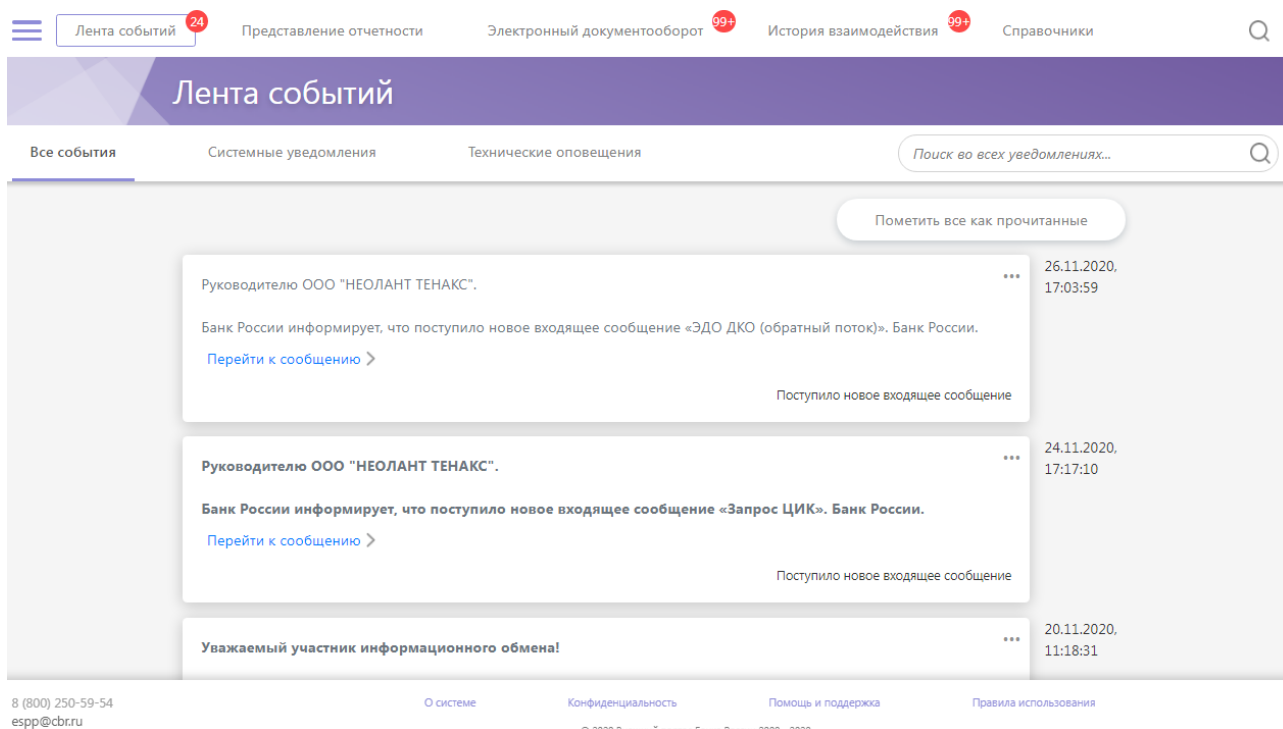 Лента событий 24 Представление отчетности Электронный документооборот 99+ История взаимодействия 99+ Справочники
Лента событий
Все события Системные уведомления Технические оповещения Поиск во всех уведомлениях...
Пометить все как прочитанные
Руководителю ООО "НЕОЛАНТ ТЕНАКС". ... 26.11.2020, 17:03:59
Банк России информирует, что поступило новое входящее сообщение «ЭДО ДКО (обратный поток)». Банк России.
Перейти к сообщению
Поступило новое входящее сообщение
Руководителю ООО "НЕОЛАНТ ТЕНАКС". ... 24.11.2020, 17:17:10
Банк России информирует, что поступило новое входящее сообщение «Запрос ЦИК». Банк России.
Перейти к сообщению
Поступило новое входящее сообщение
Уважаемый участник информационного обмена! ... 20.11.2020, 11:18:31
8 (800) 250-59-54 О системе Конфиденциальность Помощь и поддержка Правила использования
espp@cbr.ru